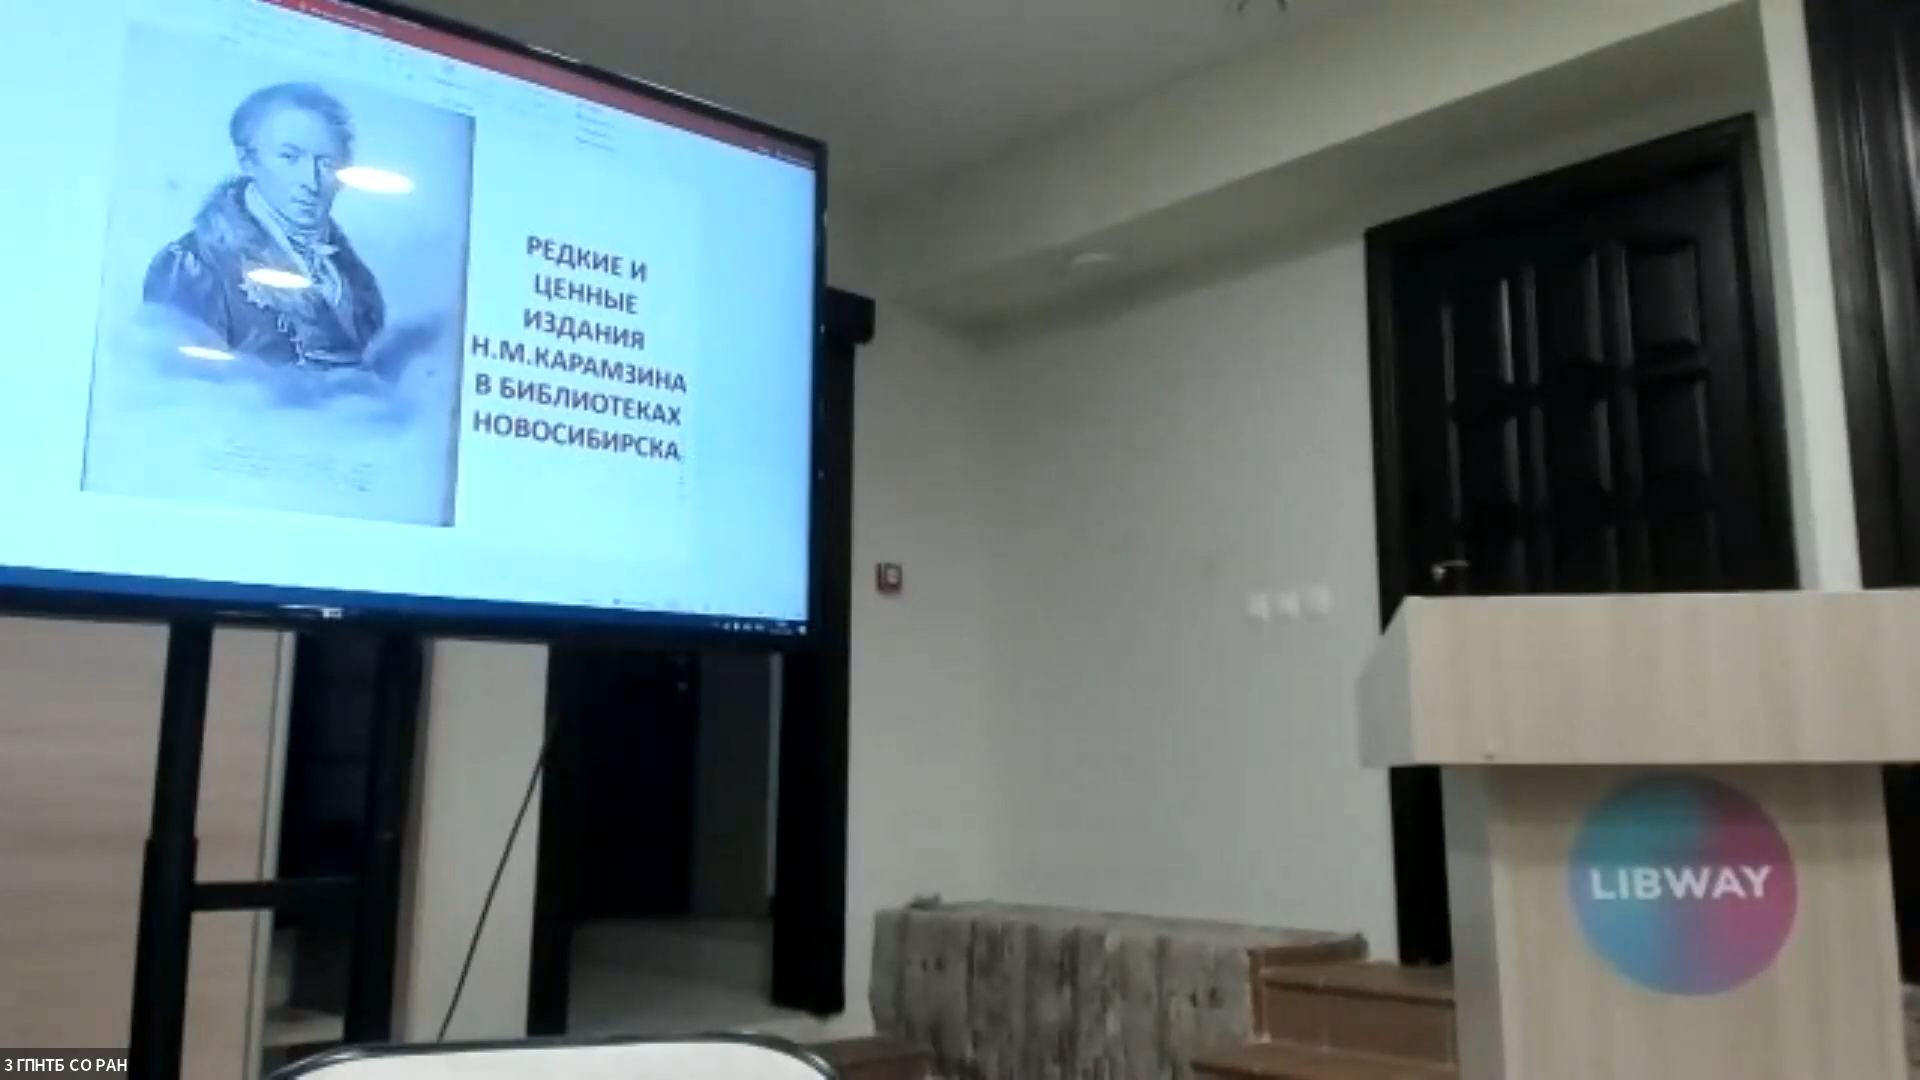 РЕДКИЕ И
ЦЕННЫЕ
ИЗДАНИЯ
Н.М.КАРАМЗИНА
В БИБЛИОТЕКАХ
НОВОСИБИРСКА
LIBWAY
3 ГПНТБ СО РАН